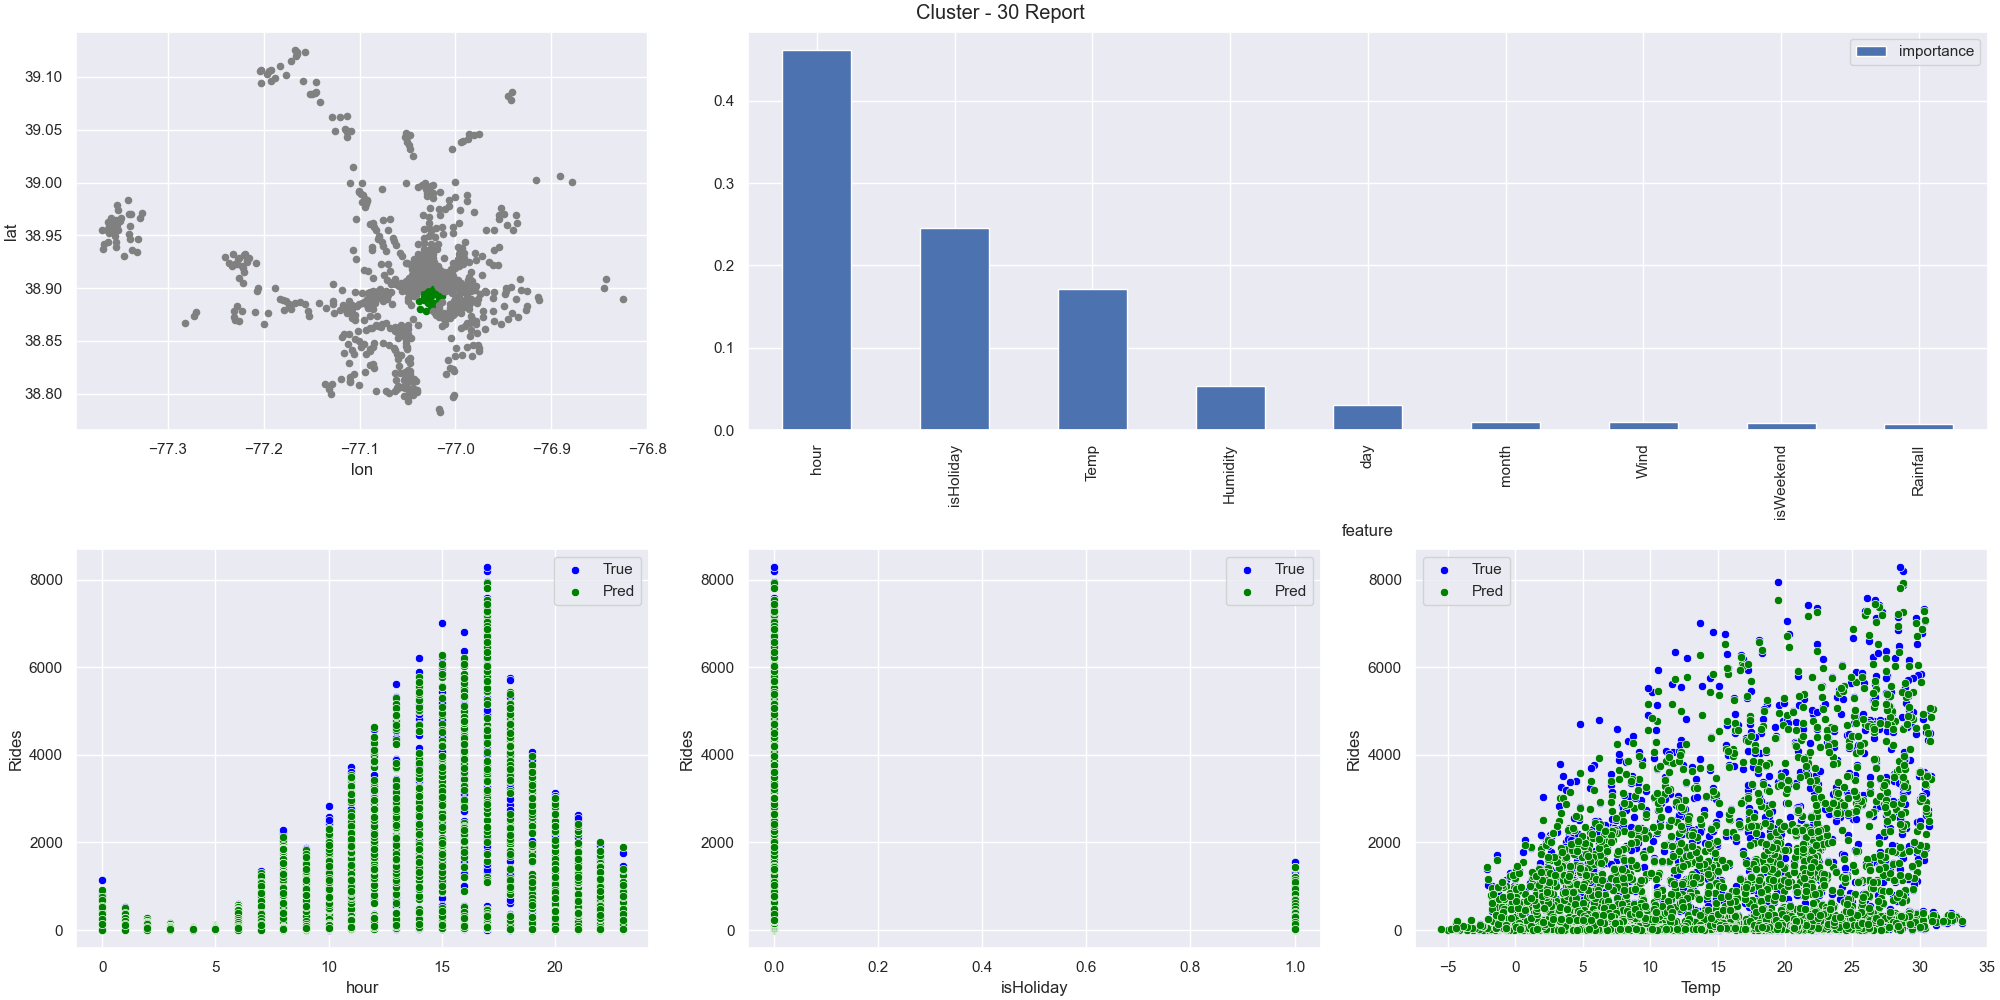 Cluster - 30 Report
39.10
39.05
39.00
38.95
38.90
38.85
38.80
lat
−77.3
−77.2
−77.1
−77.0
−76.9
−76.8
lon
importance
0.4
0.3
0.2
0.1
0.0
hour
isHoliday
Temp
Humidity
day
month
Wind
isWeekend
Rainfall
feature
True
Pred
8000
6000
4000
2000
0
Rides
0
5
10
15
20
hour
True
Pred
8000
6000
4000
2000
0
Rides
0.0
0.2
0.4
0.6
0.8
1.0
isHoliday
True
Pred
8000
6000
4000
2000
0
Rides
−5
0
5
10
15
20
25
30
35
Temp